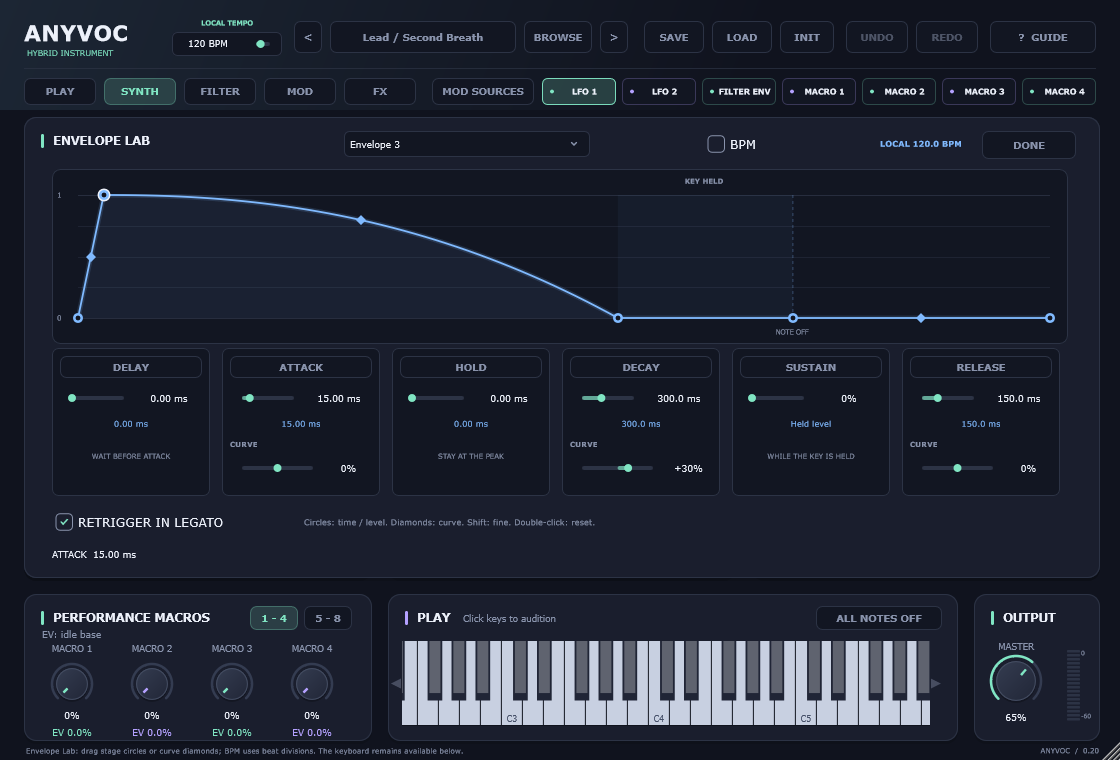 ANYVOC
HYBRID INSTRUMENT
LOCAL TEMPO
120 BPM
< Lead / Second Breath BROWSE > SAVE LOAD INIT UNDO REDO ? GUIDE
PLAY SYNTH FILTER MOD FX MOD SOURCES LFO 1 LFO 2 FILTER ENV MACRO 1 MACRO 2 MACRO 3 MACRO 4
ENVELOPE LAB Envelope 3 BPM LOCAL 120.0 BPM DONE
KEY HELD
1
0
NOTE OFF
DELAY ATTACK HOLD DECAY SUSTAIN RELEASE
0.00 ms 15.00 ms 0.00 ms 300.0 ms 0% 150.0 ms
0.00 ms 15.00 ms 0.00 ms 300.0 ms Held level 150.0 ms
CURVE CURVE CURVE
WAIT BEFORE ATTACK STAY AT THE PEAK WHILE THE KEY IS HELD
0% +30% 0%
RETRIGGER IN LEGATO Circles: time / level. Diamonds: curve. Shift: fine. Double-click: reset.
ATTACK 15.00 ms
PERFORMANCE MACROS 1 - 4 5 - 8
EV: idle base
MACRO 1 MACRO 2 MACRO 3 MACRO 4
0% 0% 0% 0%
EV 0.0% EV 0.0% EV 0.0% EV 0.0%
PLAY Click keys to audition ALL NOTES OFF
C3 C4 C5
OUTPUT
MASTER
0
-60
65%
Envelope Lab: drag stage circles or curve diamonds; BPM uses beat divisions. The keyboard remains available below.
ANYVOC / 0.20